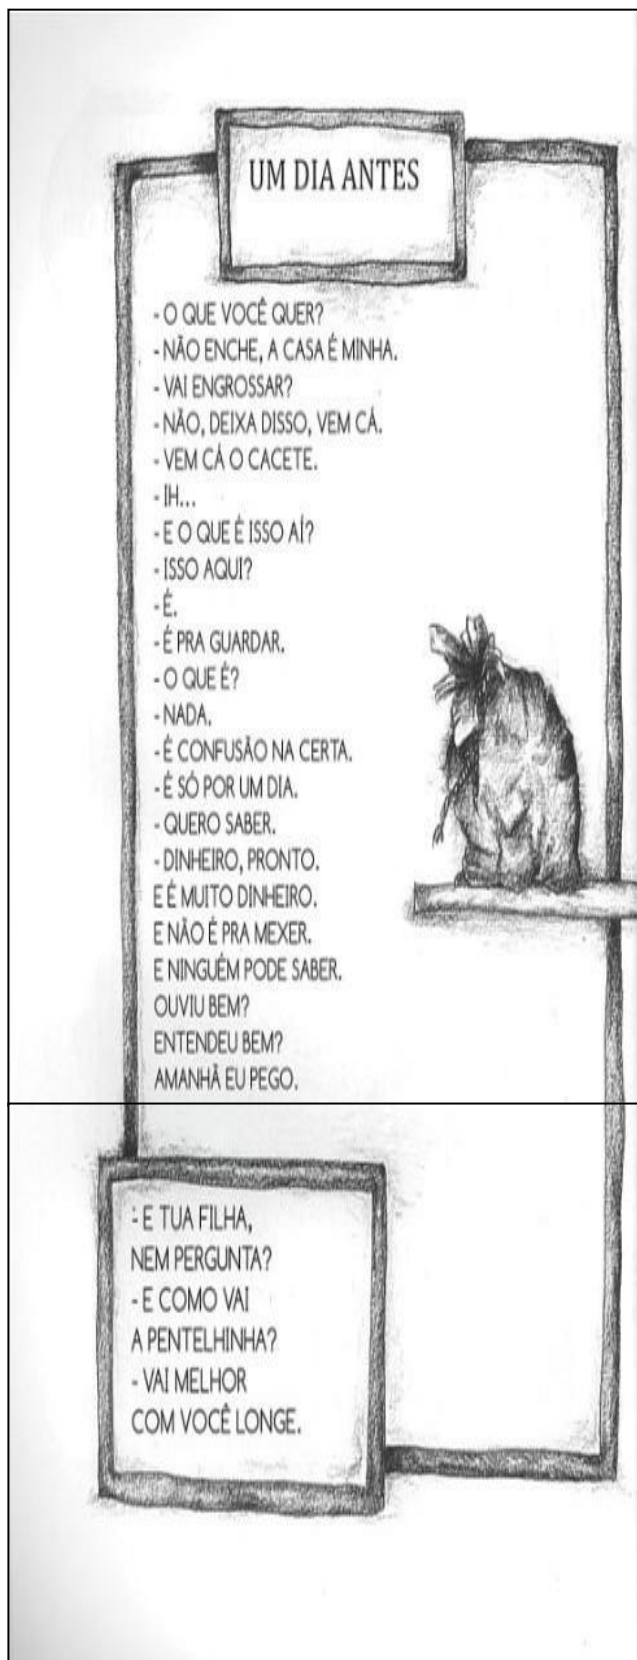 UM DIA ANTES
- O QUE VOCÊ QUER?
- NÃO ENCHE, A CASA É MINHA.
- VAI ENGROSSAR?
- NÃO, DEIXA DISSO, VEM CÁ.
- VEM CÁ O CACETE.
- IH...
- E O QUE É ISSO AÍ?
- ISSO AQUI?
- É.
- É PRA GUARDAR.
- O QUE É?
- NADA.
- É CONFUSÃO NA CERTA.
- É SÓ POR UM DIA.
- QUERO SABER.
- DINHEIRO, PRONTO.
E É MUITO DINHEIRO.
E NÃO É PRA MEXER.
E NINGUÉM PODE SABER.
OUVIU BEM?
ENTENDEU BEM?
AMANHÃ EU PEGO.
- E TUA FILHA,
NEM PERGUNTA?
- E COMO VAI
A PENTELHINHA?
- VAI MELHOR
COM VOCÊ LONGE.